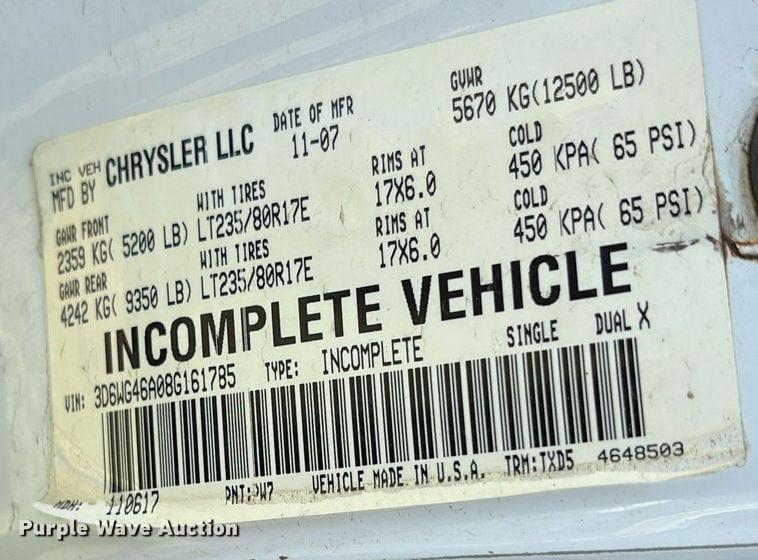 INC VEH
MFD BY CHRYSLER LLC DATE OF MFR 11-07 GVWR 5670 KG(12500 LB)
GAWR FRONT WITH TIRES RIMS AT COLD
2359 KG( 5200 LB) LT235/80R17E 17X6.0 450 KPA( 65 PSI)
GAWR REAR WITH TIRES RIMS AT COLD
4242 KG( 9350 LB) LT235/80R17E 17X6.0 450 KPA( 65 PSI)
INCOMPLETE VEHICLE
VIN: 3D6WG46A08G161785 TYPE: INCOMPLETE SINGLE DUAL X
MDH: 110617 PNT: PW7 VEHICLE MADE IN U.S.A. TRM:TXD5 4648503
Purple Wave Auction